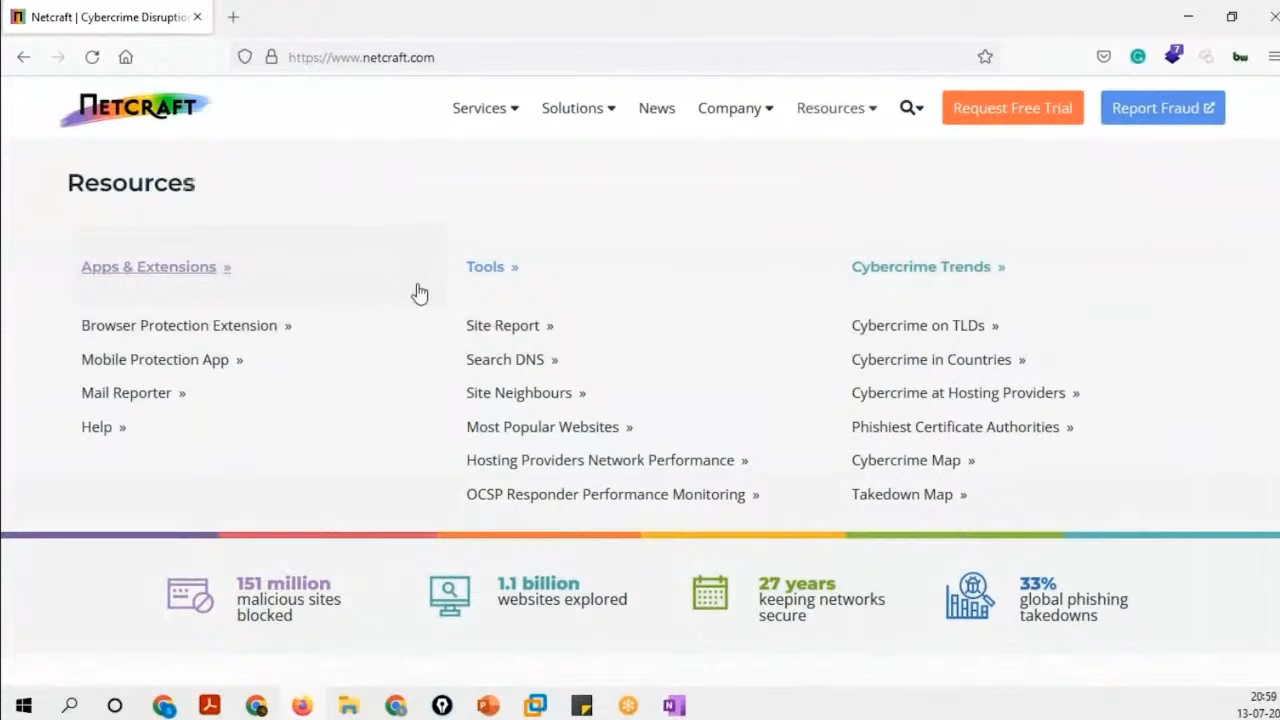 Netcraft | Cybercrime Disruptio
https://www.netcraft.com
7
bw
NETCRAFT
Services
Solutions
News
Company
Resources
Request Free Trial
Report Fraud
Resources
Apps & Extensions »
Browser Protection Extension »
Mobile Protection App »
Mail Reporter »
Help »
Tools »
Site Report »
Search DNS »
Site Neighbours »
Most Popular Websites »
Hosting Providers Network Performance »
OCSP Responder Performance Monitoring »
Cybercrime Trends »
Cybercrime on TLDs »
Cybercrime in Countries »
Cybercrime at Hosting Providers »
Phishiest Certificate Authorities »
Cybercrime Map »
Takedown Map »
151 million
malicious sites
blocked
1.1 billion
websites explored
27 years
keeping networks
secure
33%
global phishing
takedowns
20:59
13-07-20